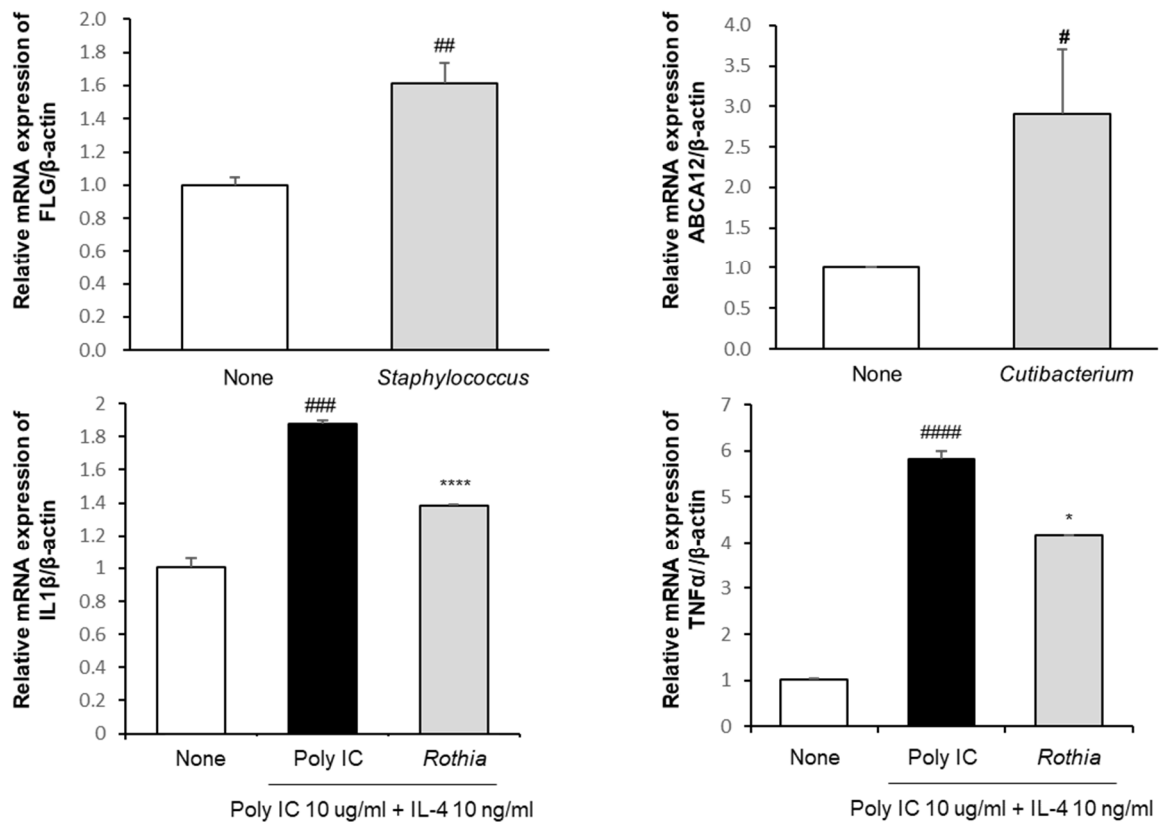 Relative mRNA expression of
FLG/β-actin
2.0
1.8
1.6
1.4
1.2
1.0
0.8
0.6
0.4
0.2
0.0
##
None
Staphylococcus
Relative mRNA expression of
ABCA12/β-actin
4.0
3.5
3.0
2.5
2.0
1.5
1.0
0.5
0.0
#
None
Cutibacterium
Relative mRNA expression of
IL1β/β-actin
2
1.8
1.6
1.4
1.2
1
0.8
0.6
0.4
0.2
0
###
****
None
Poly IC
Rothia
Poly IC 10 ug/ml + IL-4 10 ng/ml
Relative mRNA expression of
TNFα/β-actin
7
6
5
4
3
2
1
0
####
*
None
Poly IC
Rothia
Poly IC 10 ug/ml + IL-4 10 ng/ml